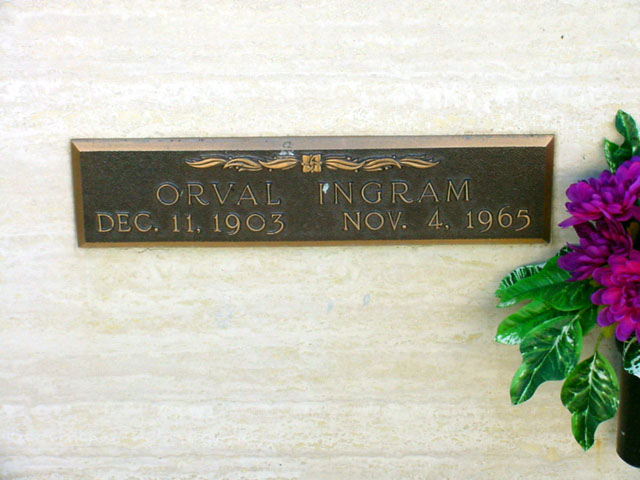 ORVAL INGRAM
DEC. 11, 1903 NOV. 4, 1965